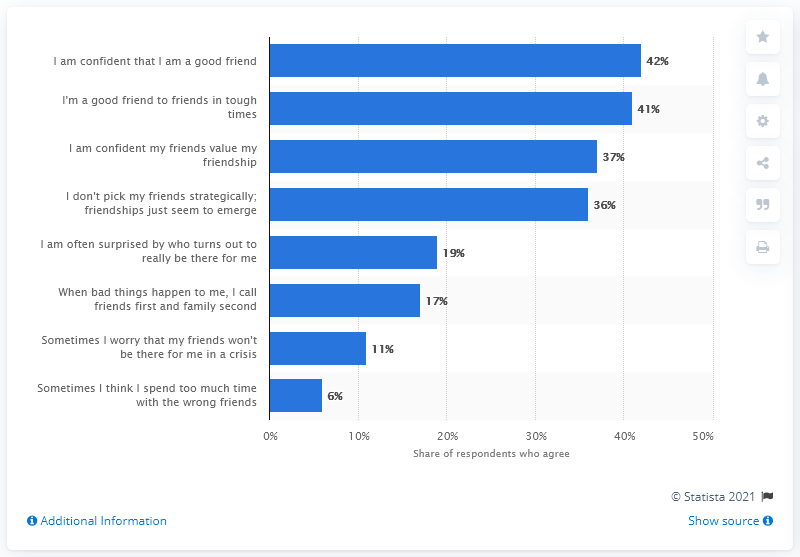 I am confident that I am a good friend
42%
I'm a good friend to friends in tough
times
41%
I am confident my friends value my
friendship
37%
I don't pick my friends strategically;
friendships just seem to emerge
36%
I am often surprised by who turns out to
really be there for me
19%
When bad things happen to me, I call
friends first and family second
17%
Sometimes I worry that my friends won't
be there for me in a crisis
11%
Sometimes I think I spend too much time
with the wrong friends
6%
0% 10% 20% 30% 40% 50%
Share of respondents who agree
© Statista 2021
Additional Information
Show source